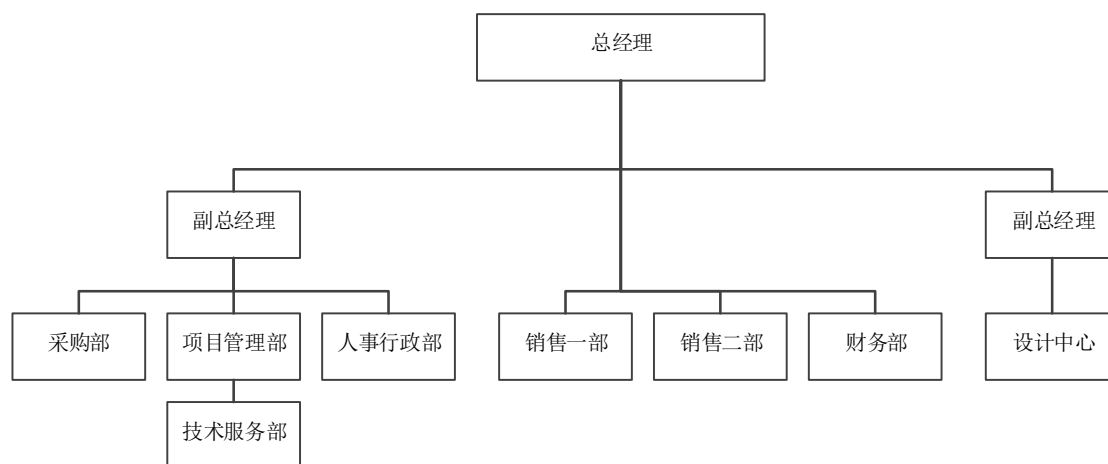 总经理
副总经理
副总经理
采购部
项目管理部
人事行政部
销售一部
销售二部
财务部
设计中心
技术服务部